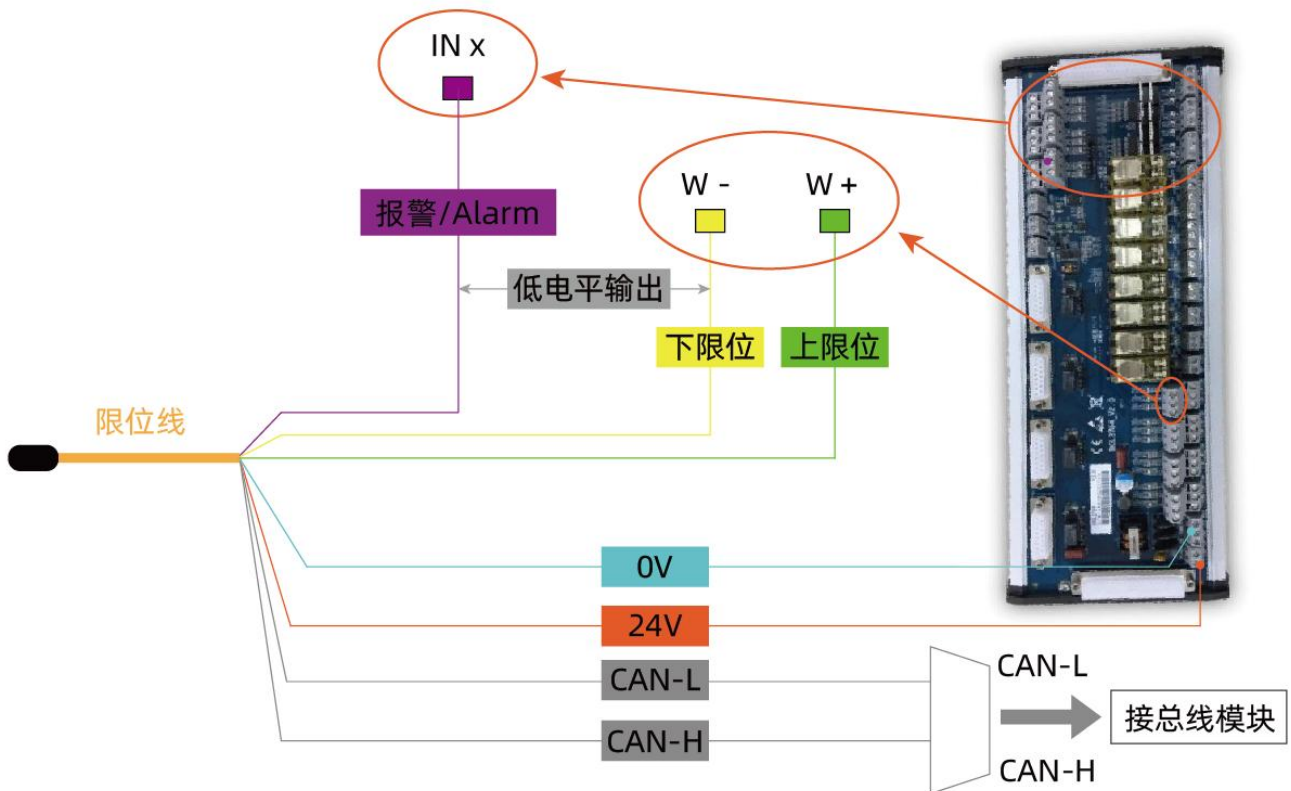 IN x
W -
W +
报警/Alarm
低电平输出
下限位
上限位
限位线
0V
24V
CAN-L
CAN-H
CAN-L
接总线模块
CAN-H